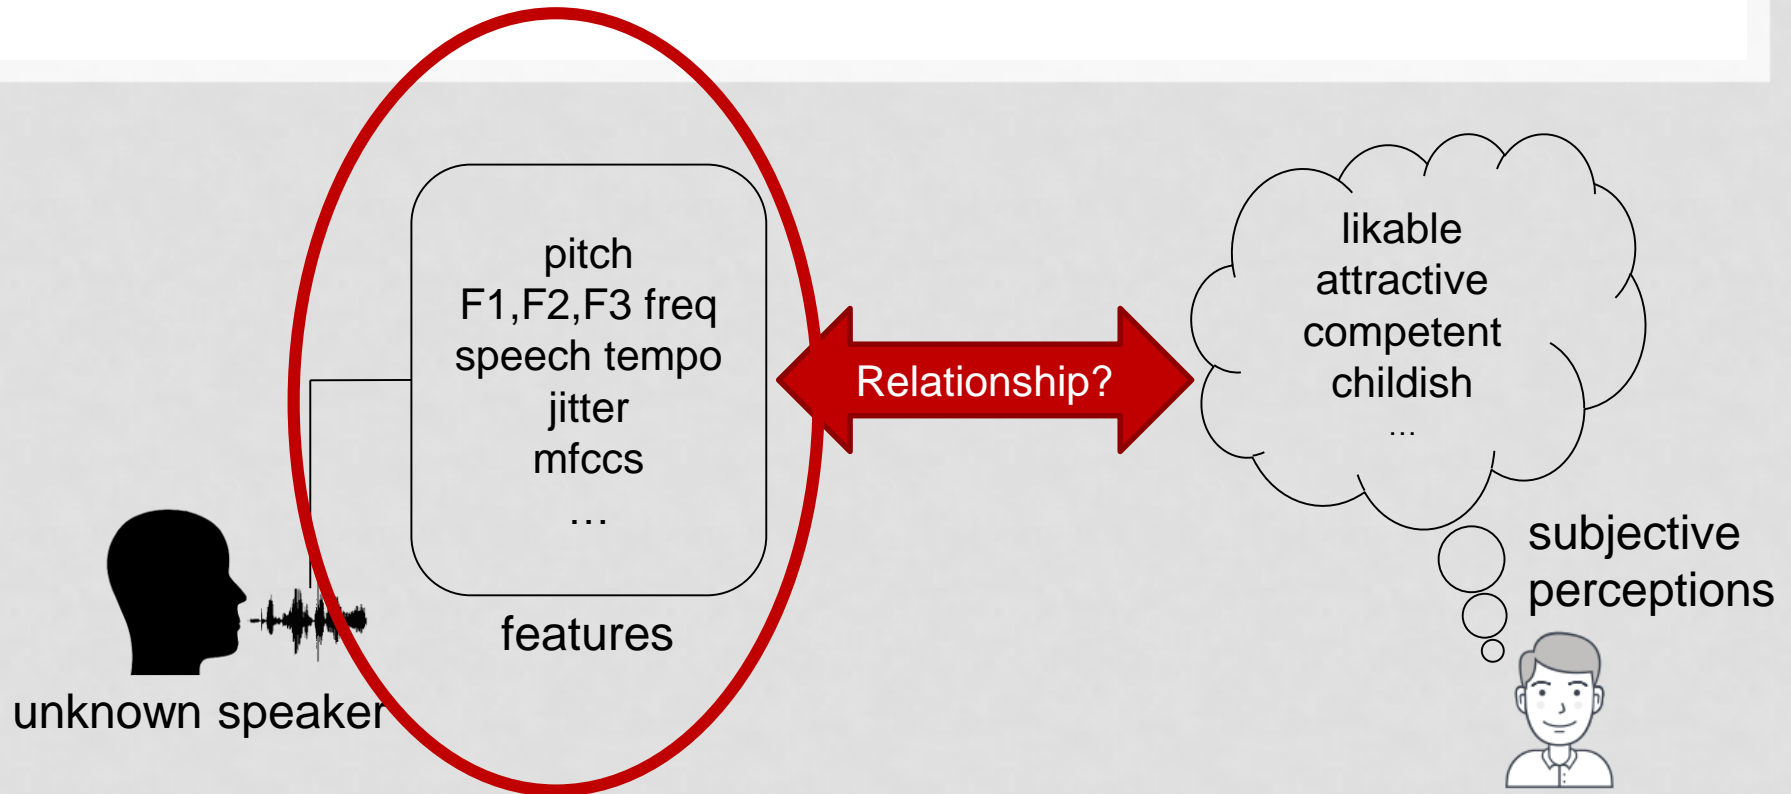 pitch
F1,F2,F3 freq
speech tempo
jitter
mfccs
…
features
unknown speaker
Relationship?
likable
attractive
competent
childish
…
subjective
perceptions